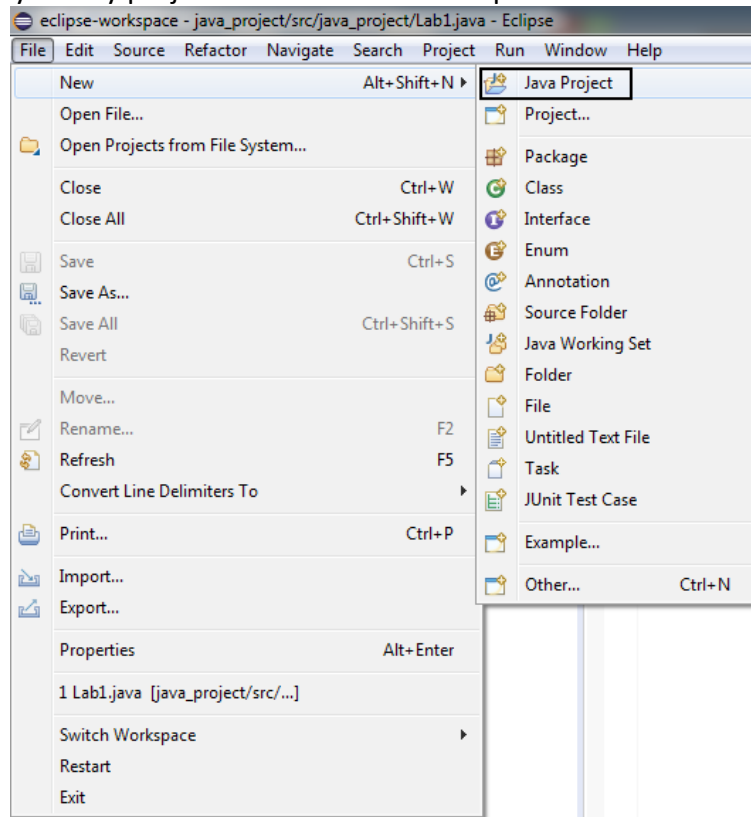 eclipse-workspace - java_project/src/java_project/Lab1.java - Eclipse
File Edit Source Refactor Navigate Search Project Run Window Help
New Alt+Shift+N
Open File...
Open Projects from File System...
Close Ctrl+W
Close All Ctrl+Shift+W
Save Ctrl+S
Save As...
Save All Ctrl+Shift+S
Revert
Move...
Rename... F2
Refresh F5
Convert Line Delimiters To
Print... Ctrl+P
Import...
Export...
Properties Alt+Enter
1 Lab1.java [java_project/src/...]
Switch Workspace
Restart
Exit
Java Project
Project...
Package
Class
Interface
Enum
Annotation
Source Folder
Java Working Set
Folder
File
Untitled Text File
Task
JUnit Test Case
Example...
Other... Ctrl+N